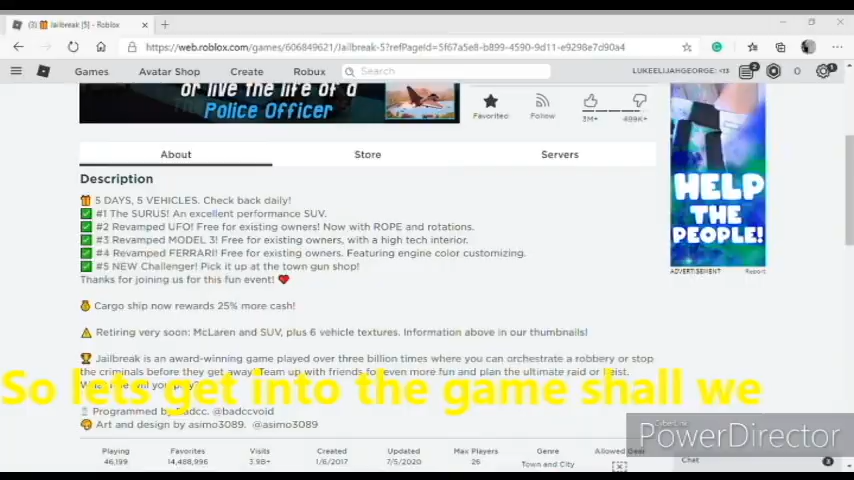 (3) Jailbreak [5] - Roblox
https://web.roblox.com/games/606849621/Jailbreak-5?refPageId=5f67a5e8-b899-4590-9d11-e9298e7d90a4
Games Avatar Shop Create Robux Search LUKEELIJAHGEORGE: <13 2 0 1
or live the life of a
Police Officer
Favorited Follow 3M+ 499K+
About Store Servers
Description
5 DAYS, 5 VEHICLES. Check back daily!
#1 The SURUS! An excellent performance SUV.
#2 Revamped UFO! Free for existing owners! Now with ROPE and rotations.
#3 Revamped MODEL 3! Free for existing owners, with a high tech interior.
#4 Revamped FERRARI! Free for existing owners. Featuring engine color customizing.
#5 NEW Challenger! Pick it up at the town gun shop!
Thanks for joining us for this fun event!
HELP
THE
PEOPLE!
ADVERTISEMENT Report
Cargo ship now rewards 25% more cash!
Retiring very soon: McLaren and SUV, plus 6 vehicle textures. Information above in our thumbnails!
Jailbreak is an award-winning game played over three billion times where you can orchestrate a robbery or stop
the criminals before they get away! Team up with friends for even more fun and plan the ultimate raid or heist.
So lets get into the game shall we
Programmed by Badcc. @badccvoid
Art and design by asimo3089. @asimo3089
CyberLink
PowerDirector
Playing Favorites Visits Created Updated Max Players Genre Allowed Gear
46,199 14,488,996 3.9B+ 1/6/2017 7/5/2020 26 Town and City
Chat 3